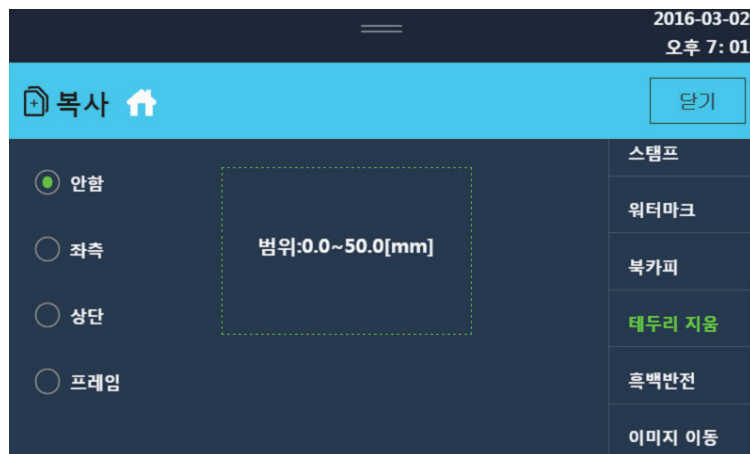 2016-03-02
오후 7: 01
복사
닫기
안함
좌측
상단
프레임
범위:0.0~50.0[mm]
스탬프
워터마크
북카피
테두리 지움
흑백반전
이미지 이동